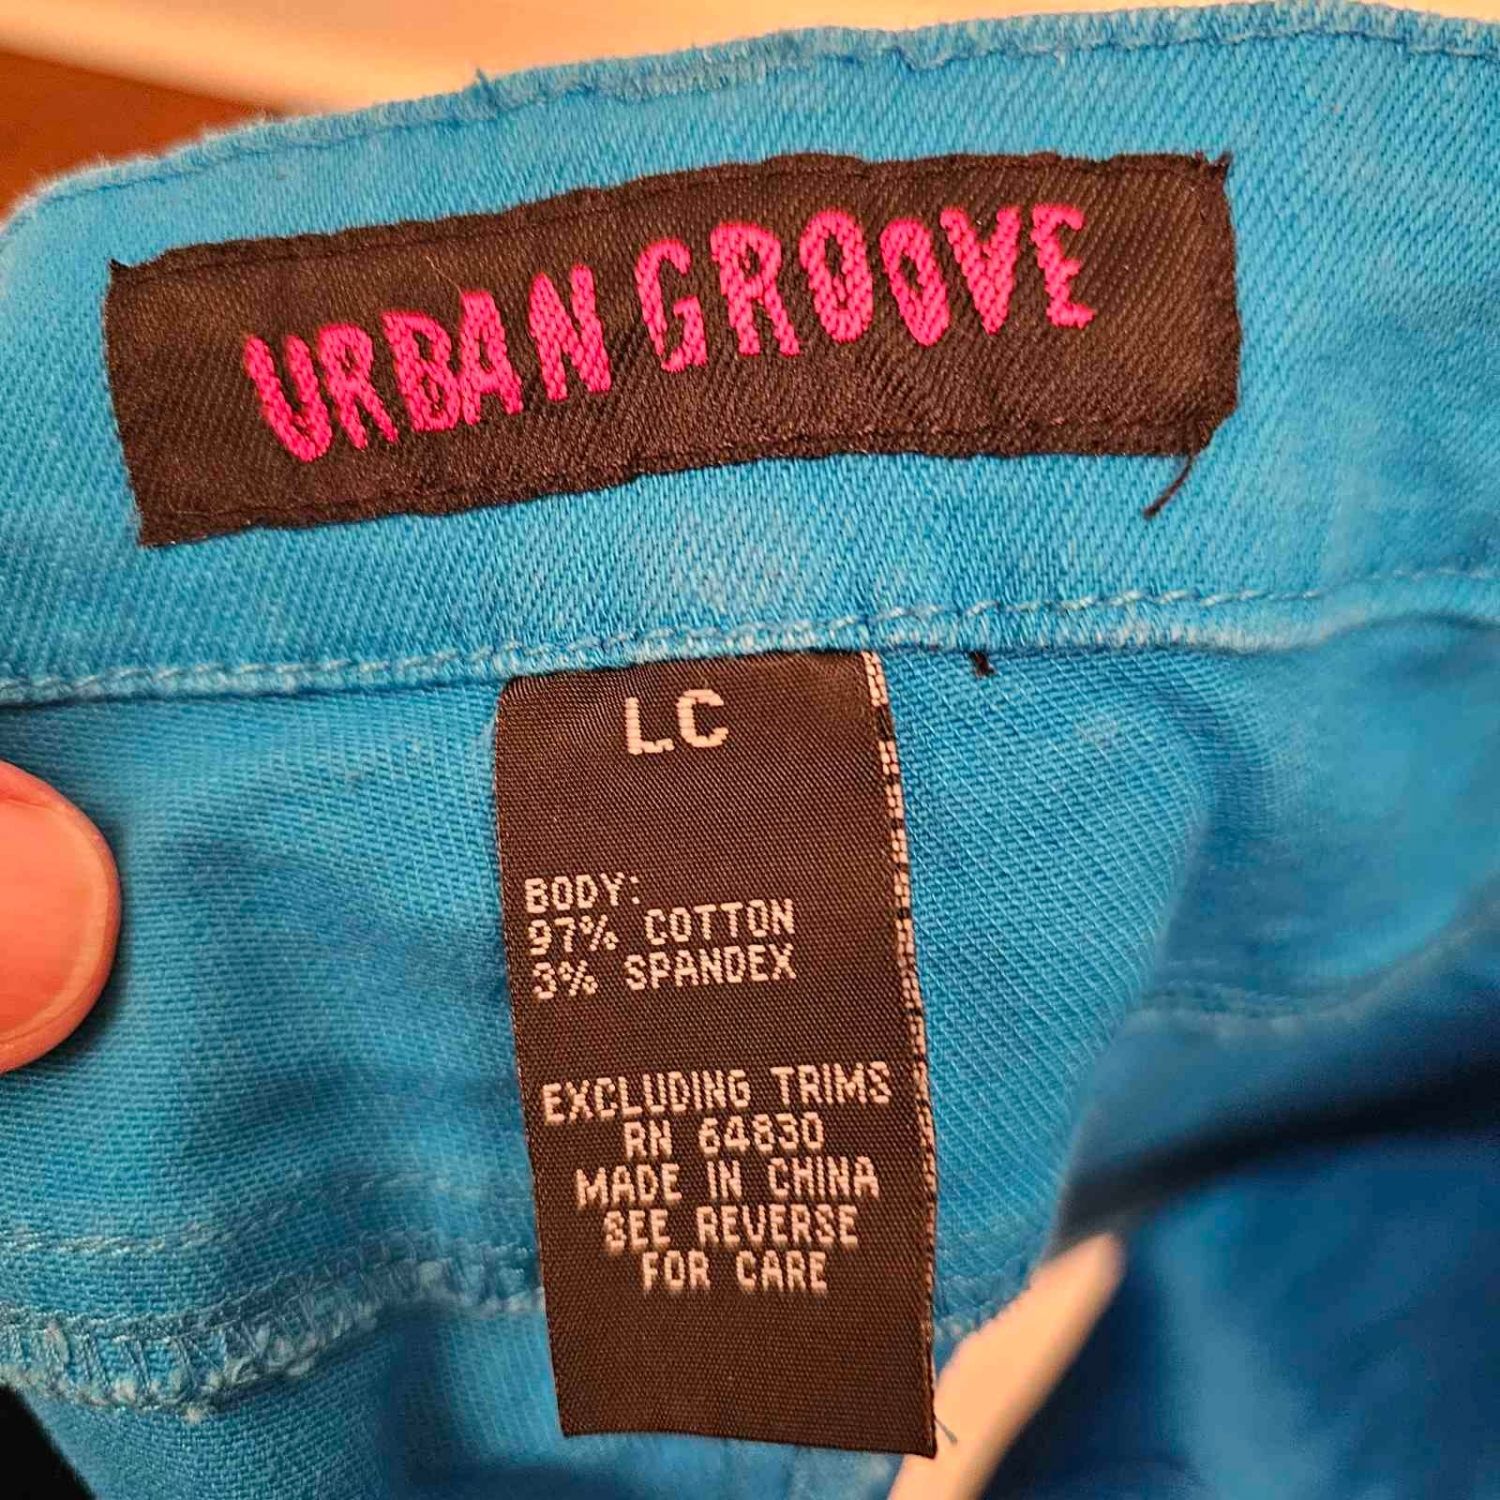 URBAN GROOVE
LC
BODY:
97% COTTON
3% SPANDEX
EXCLUDING TRIMS
RN 64830
MADE IN CHINA
SEE REVERSE
FOR CARE